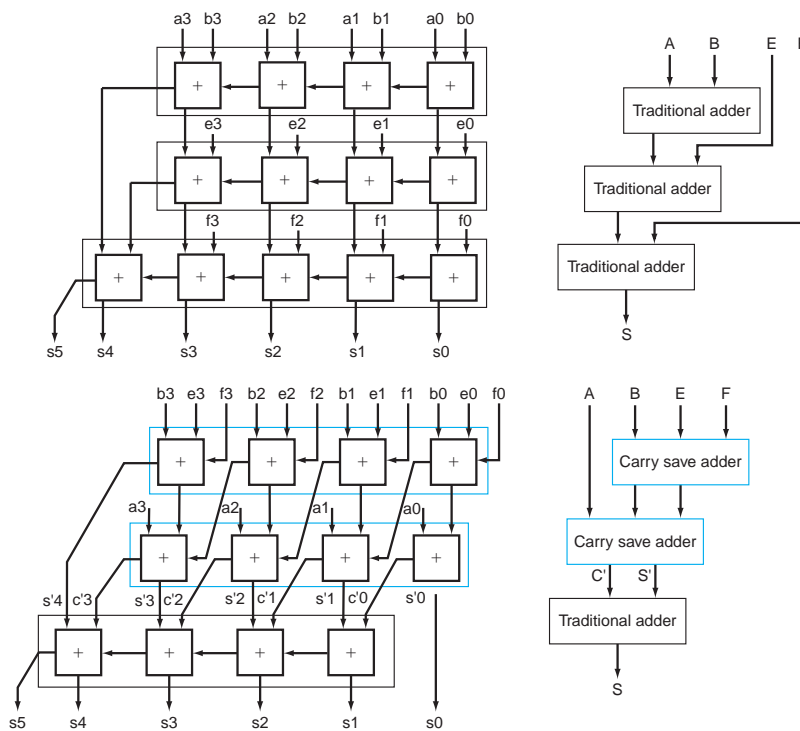 a3 b3 a2 b2 a1 b1 a0 b0
+ + + +
e3 e2 e1 e0
+ + + +
f3 f2 f1 f0
+ + + + +
s5 s4 s3 s2 s1 s0
A B E
Traditional adder
Traditional adder
Traditional adder
S
b3 e3 f3 b2 e2 f2 b1 e1 f1 b0 e0 f0
+ + + +
a3 a2 a1 a0
+ + + +
s'4 c'3 s'3 c'2 s'2 c'1 s'1 c'0 s'0
+ + + +
s5 s4 s3 s2 s1 s0
A B E F
Carry save adder
Carry save adder
C' S'
Traditional adder
S